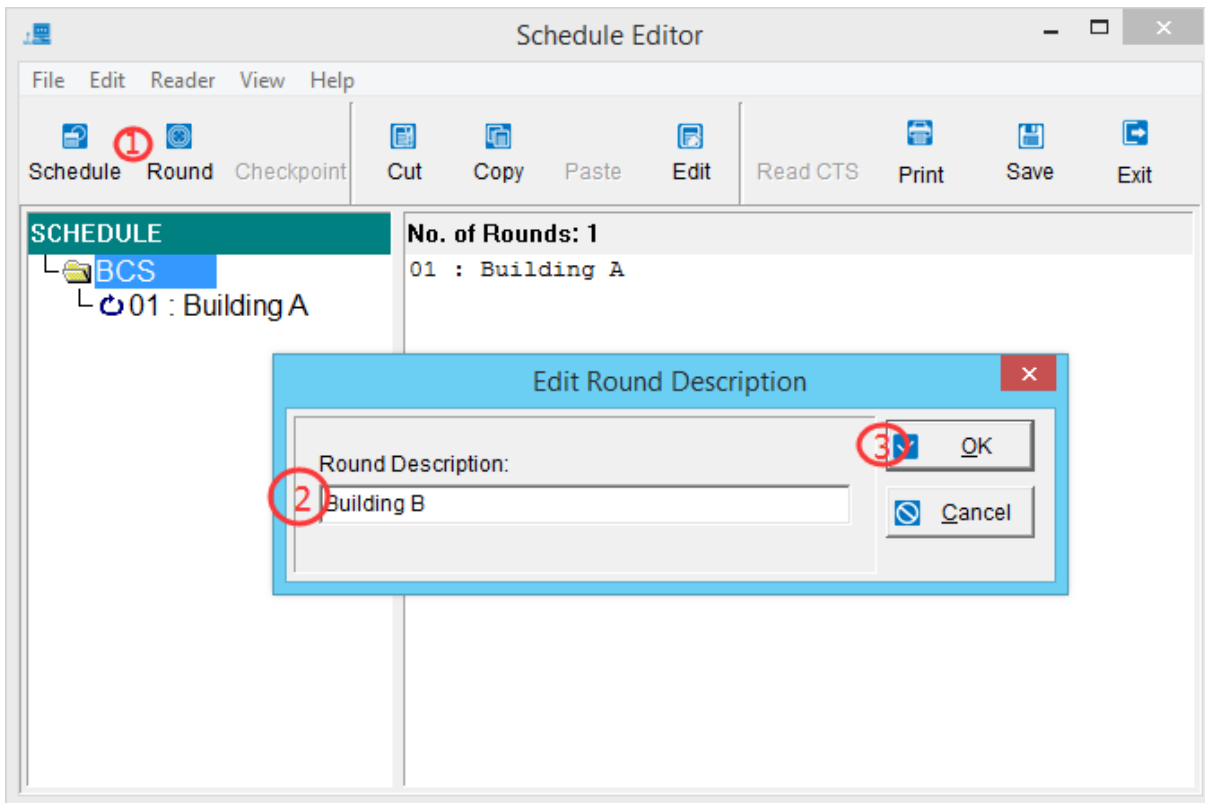 Schedule Editor
File Edit Reader View Help
1
Schedule Round Checkpoint Cut Copy Paste Edit Read CTS Print Save Exit
SCHEDULE
BCS
01 : Building A
No. of Rounds: 1
01 : Building A
Edit Round Description
Round Description:
2
Building B
3
OK
Cancel